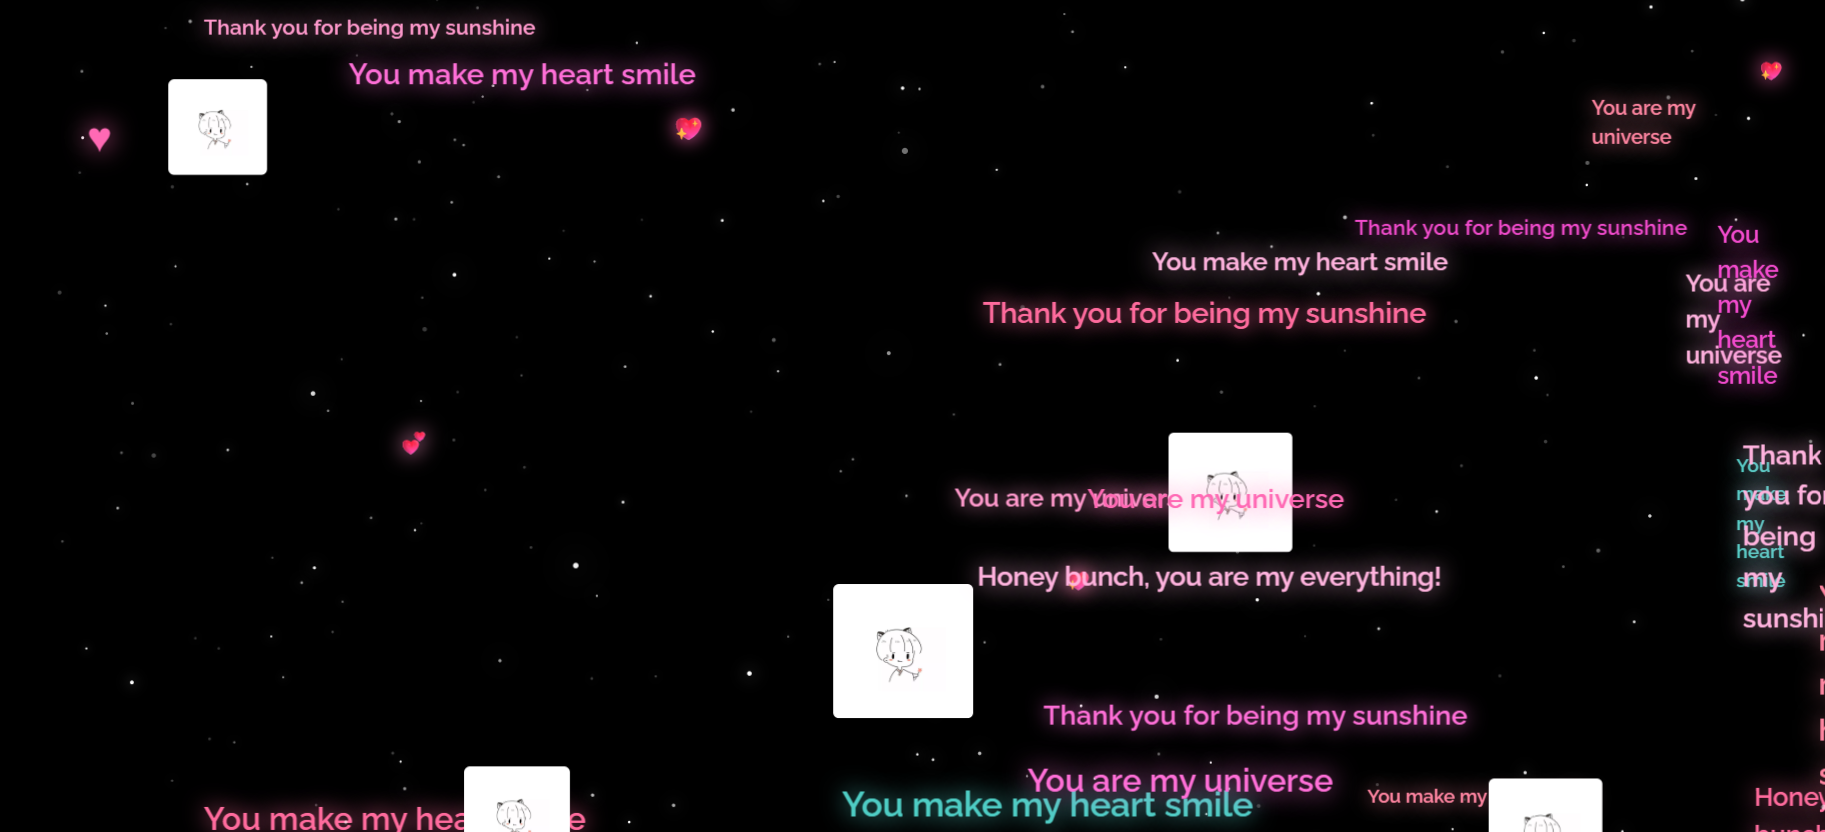 Thank you for being my sunshine
You make my heart smile
You are my
universe
Thank you for being my sunshine
You make my heart smile
Thank you for being my sunshine
You
make
my
heart
smile
You are
my
universe
You are my
You are my universe
Honey bunch, you are my everything!
Thank
you for
being
my
You
make
my
heart
smile
Thank you for being my sunshine
You are my universe
You make my heart smile
You make my
You make my
Honey